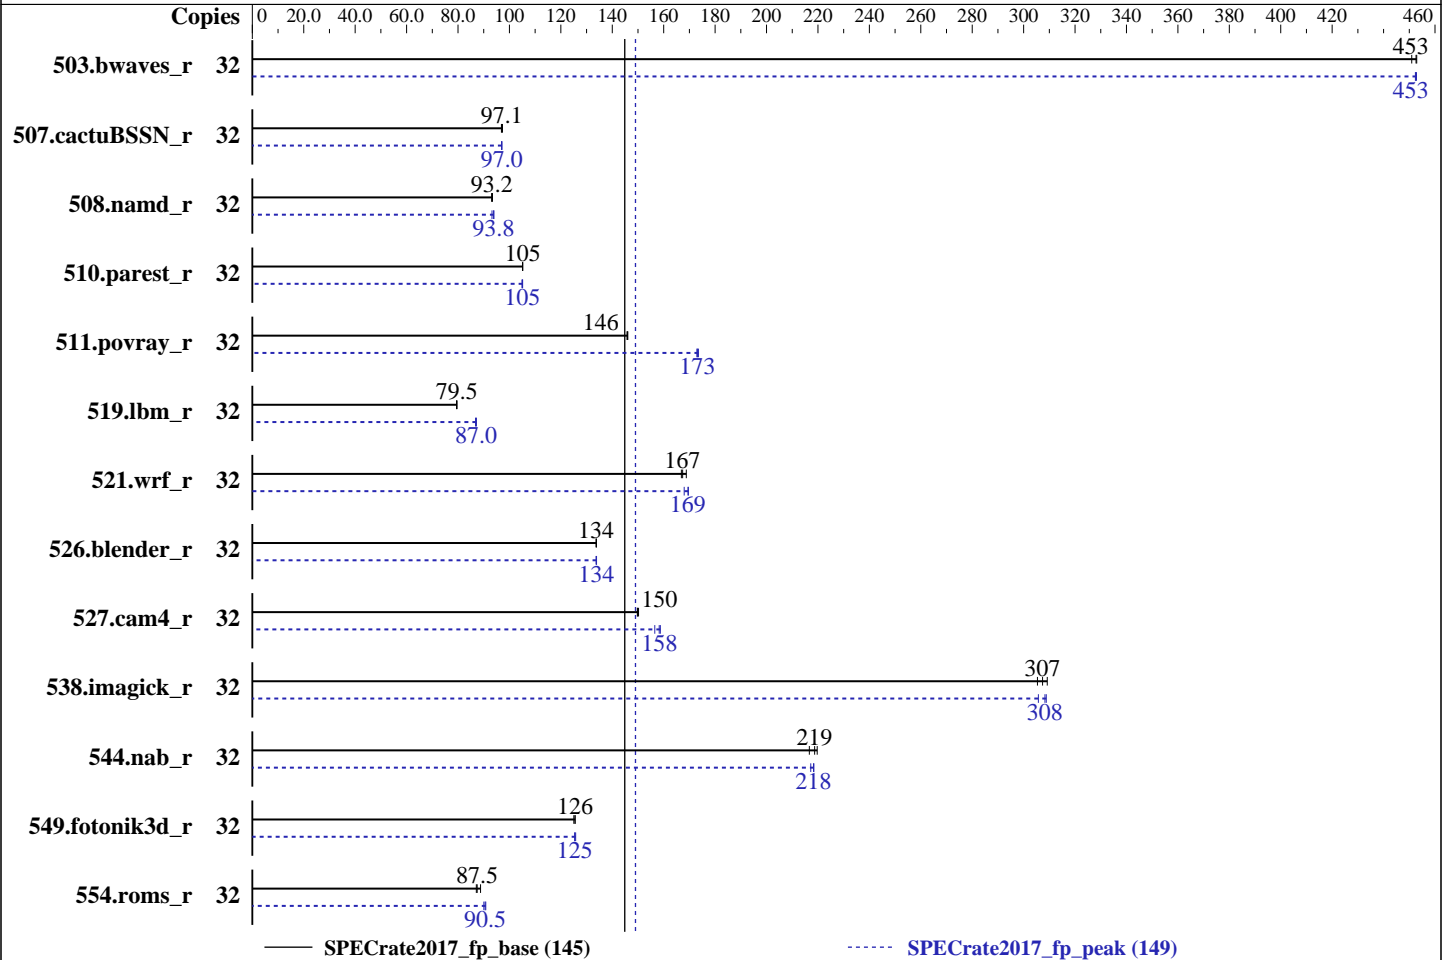 Copies 0 20.0 40.0 60.0 80.0 100 120 140 160 180 200 220 240 260 280 300 320 340 360 380 400 420 460
503.bwaves_r 32 453
453
507.cactuBSSN_r 32 97.1
97.0
508.namd_r 32 93.2
93.8
510.parest_r 32 105
105
511.povray_r 32 146
173
519.lbm_r 32 79.5
87.0
521.wrf_r 32 167
169
526.blender_r 32 134
134
527.cam4_r 32 150
158
538.imagick_r 32 307
308
544.nab_r 32 219
218
549.fotonik3d_r 32 126
125
554.roms_r 32 87.5
90.5
SPECrate2017_fp_base (145) SPECrate2017_fp_peak (149)